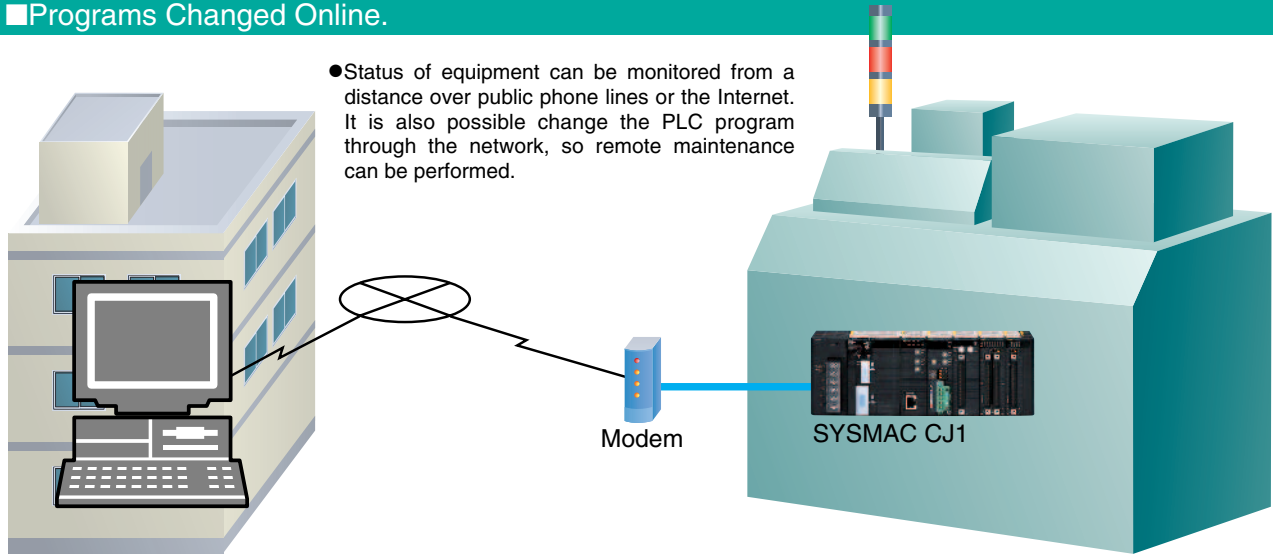 ■Programs Changed Online.
●Status of equipment can be monitored from a
distance over public phone lines or the Internet.
It is also possible change the PLC program
through the network, so remote maintenance
can be performed.
Modem
SYSMAC CJ1